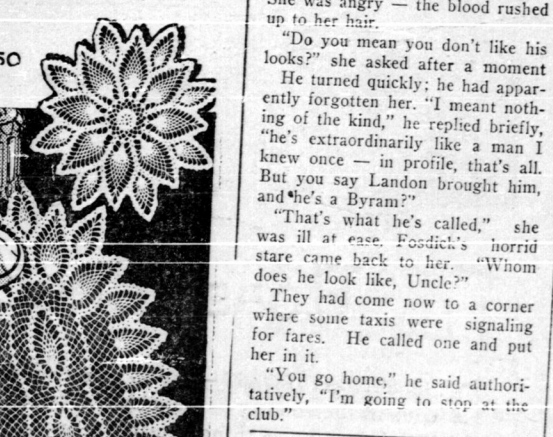 50
She was angry — the blood rushed
up to her hair.
"Do you mean you don't like his
looks?" she asked after a moment
He turned quickly; he had appar-
ently forgotten her. "I meant noth-
ing of the kind," he replied briefly,
"he's extraordinarily like a man I
knew once — in profile, that's all.
But you say Landon brought him,
and he's a Byram?"
"That's what he's called," she
was ill at ease. Fosdick's horrid
stare came back to her. "Whom
does he look like, Uncle?"
They had come now to a corner
where some taxis were signaling
for fares. He called one and put
her in it.
"You go home," he said authori-
tatively, "I'm going to stop at the
club."